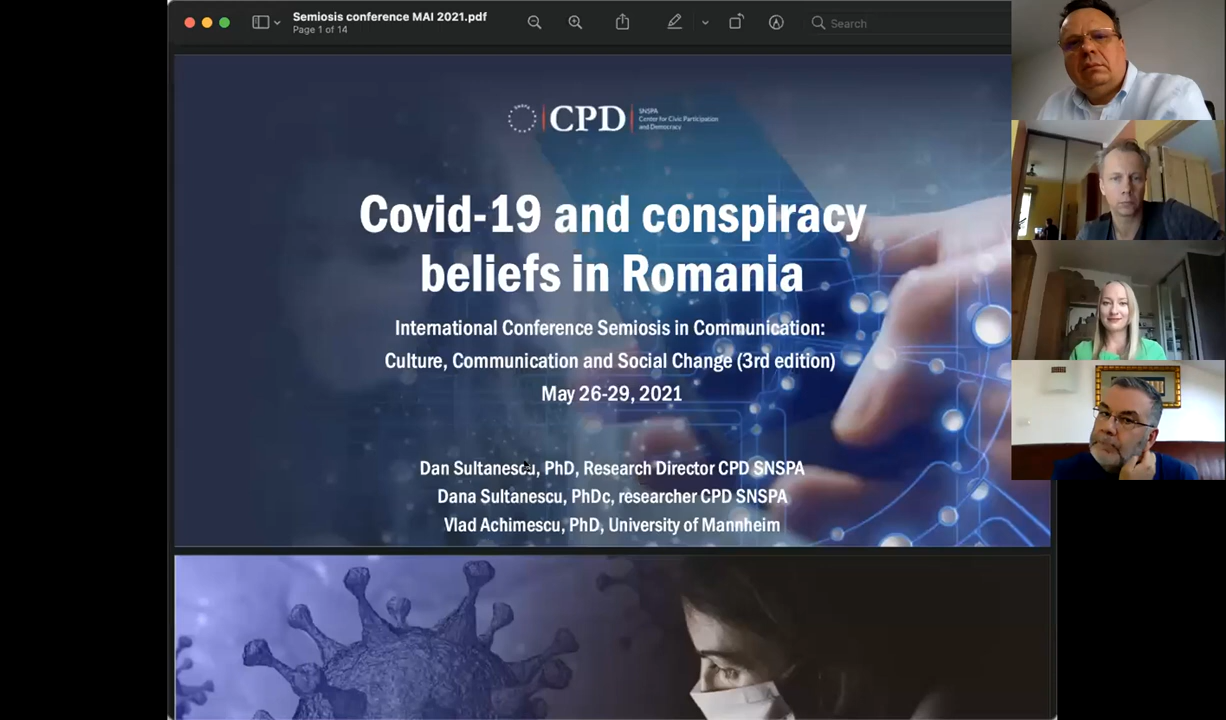 Semiosis conference MAI 2021.pdf
Page 1 of 14
Search
SNSPA
CPD
SNSPA
Center for Civic Participation
and Democracy
Covid-19 and conspiracy
beliefs in Romania
International Conference Semiosis in Communication:
Culture, Communication and Social Change (3rd edition)
May 26-29, 2021
Dan Sultanescu, PhD, Research Director CPD SNSPA
Dana Sultanescu, PhDc, researcher CPD SNSPA
Vlad Achimescu, PhD, University of Mannheim